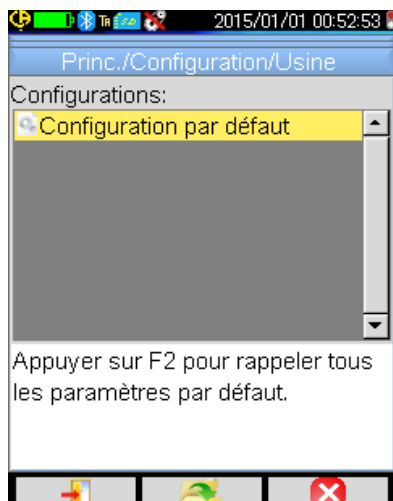 2015/01/01 00:52:53
Princ./Configuration/Usine
Configurations:
Configuration par défaut
Appuyer sur F2 pour rappeler tous
les paramètres par défaut.